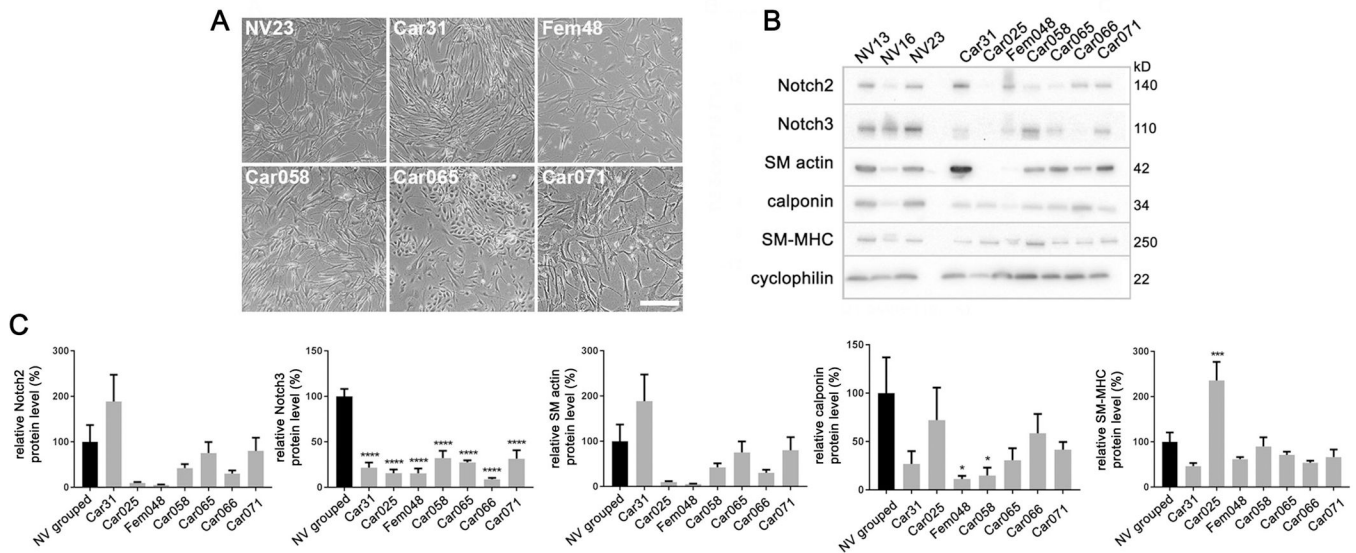 A
NV23
Car31
Fem48
Car058
Car065
Car071
B
NV13
NV16
NV23
Car31
Car025
Fem048
Car058
Car065
Car066
Car071
kD
Notch2
140
Notch3
110
SM actin
42
calponin
34
SM-MHC
250
cyclophilin
22
C
relative Notch2
protein level (%)
300
200
100
0
NV grouped
Car31
Car025
Fem048
Car058
Car065
Car066
Car071
relative Notch3
protein level (%)
150
100
50
0
****
****
****
****
****
****
****
NV grouped
Car31
Car025
Fem048
Car058
Car065
Car066
Car071
relative SM actin
protein level (%)
300
200
100
0
NV grouped
Car31
Car025
Fem048
Car058
Car065
Car066
Car071
relative calponin
protein level (%)
150
100
50
0
*
*
NV grouped
Car31
Car025
Fem048
Car058
Car065
Car066
Car071
relative SM-MHC
protein level (%)
300
200
100
0
***
NV grouped
Car31
Car025
Fem048
Car058
Car065
Car066
Car071